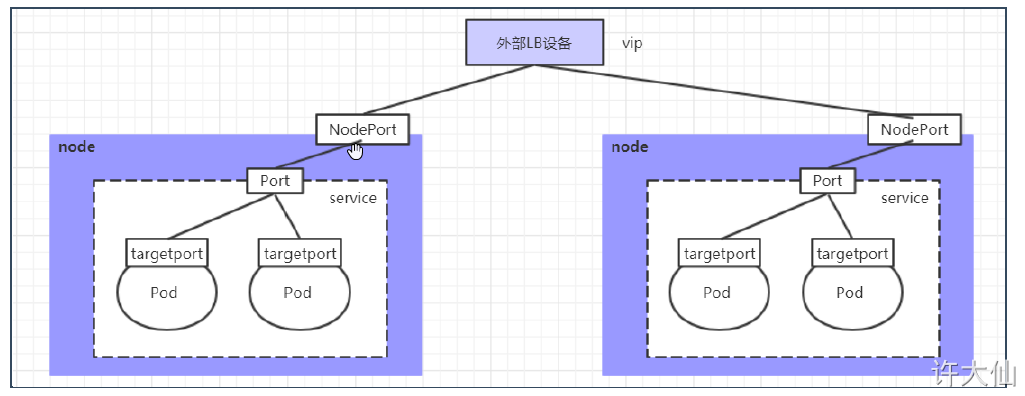 外部LB设备
vip
NodePort
NodePort
node
node
Port
Port
service
service
targetport
targetport
targetport
targetport
Pod
Pod
Pod
Pod
许大仙